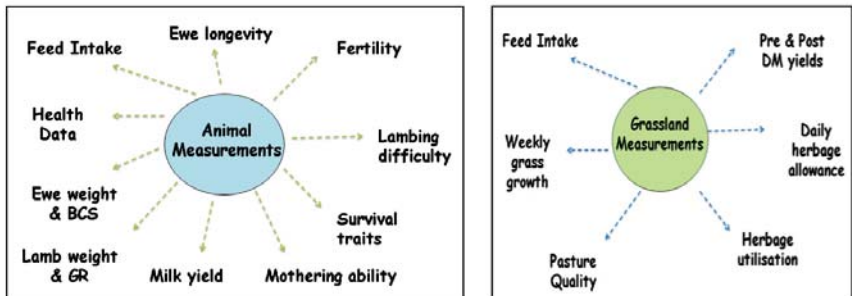 Feed Intake
Ewe longevity
Fertility
Health
Data
Animal
Measurements
Lambing
difficulty
Ewe weight
& BCS
Survival
traits
Lamb weight
& GR
Milk yield
Mothering ability
Feed Intake
Pre & Post
DM yields
Grassland
Measurements
Weekly
grass
growth
Daily
herbage
allowance
Herbage
utilisation
Pasture
Quality